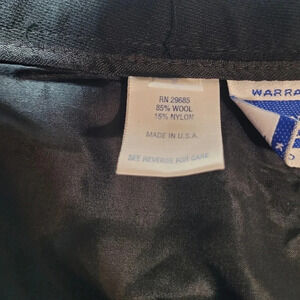 RN 29685
85% WOOL
15% NYLON
MADE IN U.S.A.
SEE REVERSE FOR CARE
WARRA